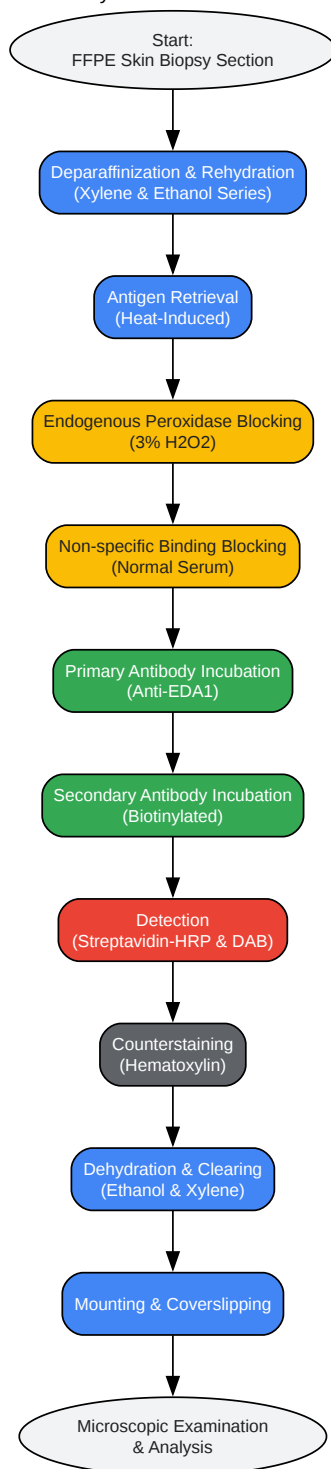 Start:
FFPE Skin Biopsy Section
Deparaffinization & Rehydration
(Xylene & Ethanol Series)
Antigen Retrieval
(Heat-Induced)
Endogenous Peroxidase Blocking
(3% H2O2)
Non-specific Binding Blocking
(Normal Serum)
Primary Antibody Incubation
(Anti-EDA1)
Secondary Antibody Incubation
(Biotinylated)
Detection
(Streptavidin-HRP & DAB)
Counterstaining
(Hematoxylin)
Dehydration & Clearing
(Ethanol & Xylene)
Mounting & Coverslipping
Microscopic Examination
& Analysis